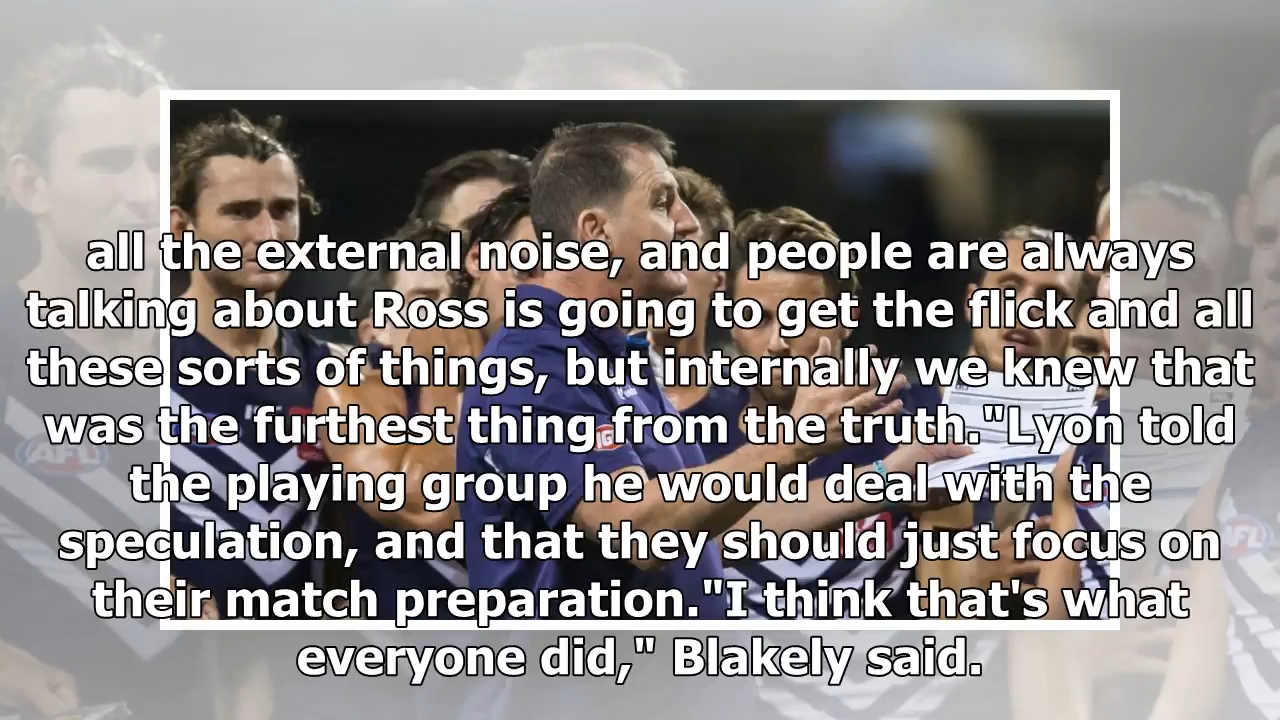 all the external noise, and people are always
talking about Ross is going to get the flick and all
these sorts of things, but internally we knew that
was the furthest thing from the truth."Lyon told
the playing group he would deal with the
speculation, and that they should just focus on
their match preparation."I think that's what
everyone did," Blakely said.
AFL